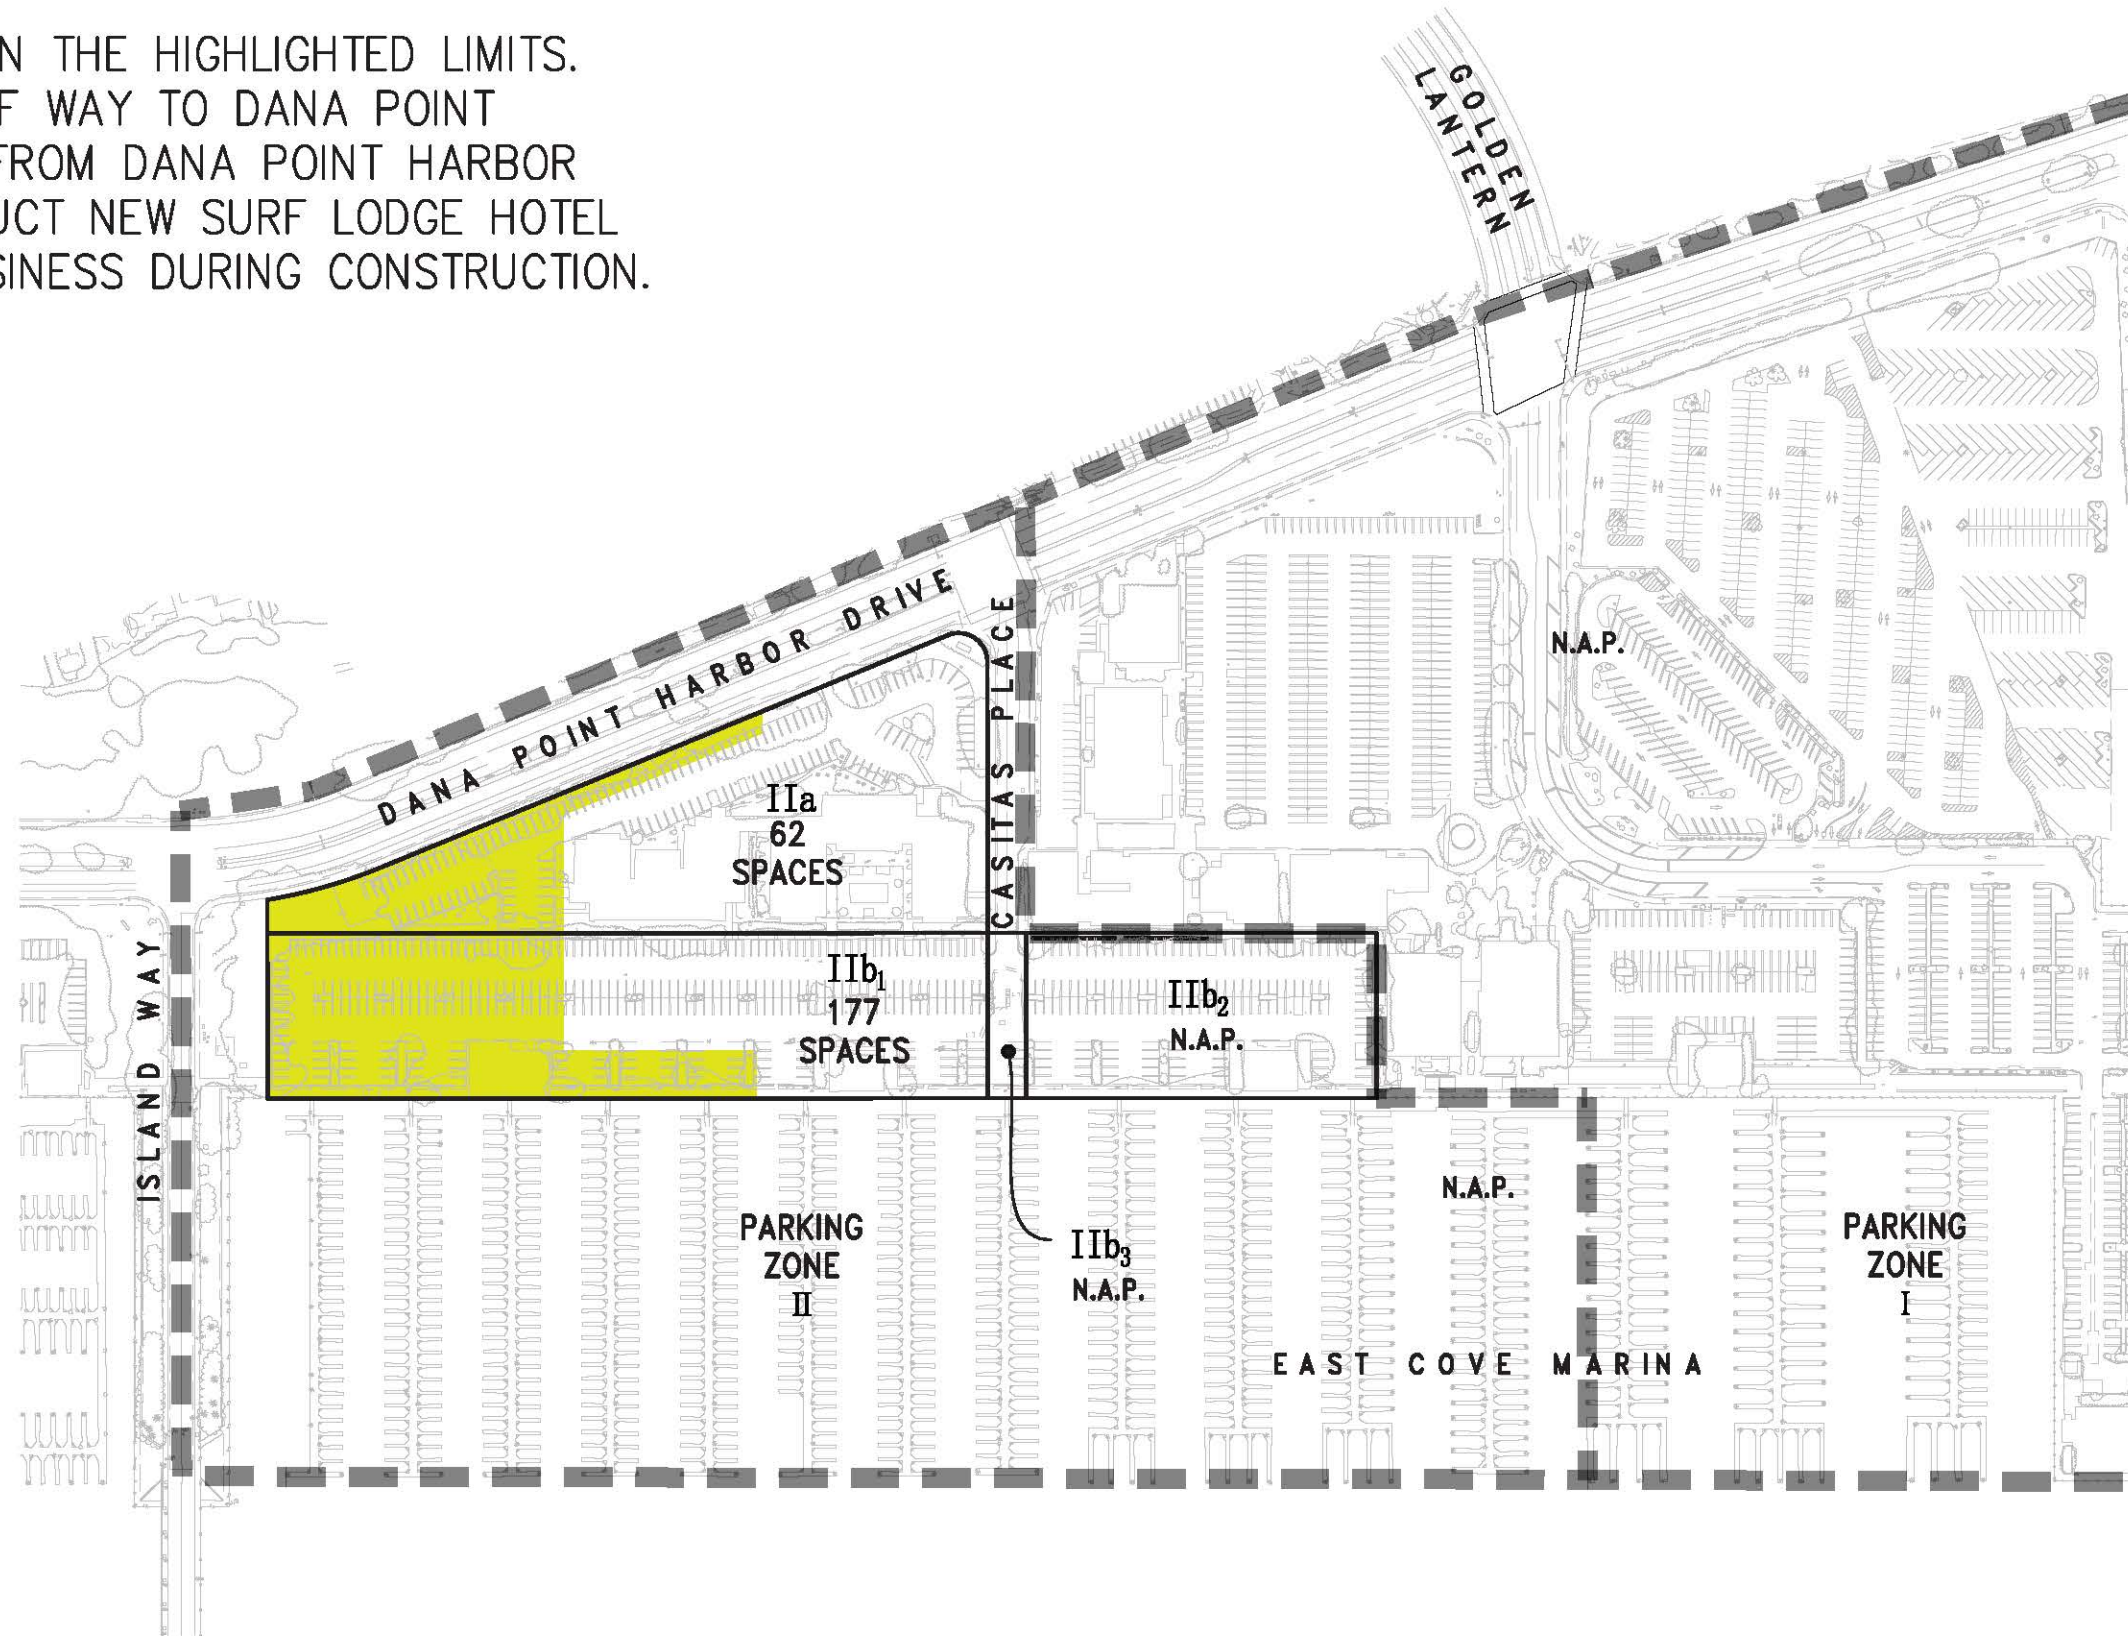 N THE HIGHLIGHTED LIMITS.
F WAY TO DANA POINT
FROM DANA POINT HARBOR
UCT NEW SURF LODGE HOTEL
SINESS DURING CONSTRUCTION.
GOLDEN
LANTERN
DANA POINT HARBOR DRIVE
CASITAS PLACE
N.A.P.
IIa
62
SPACES
ISLAND WAY
IIb₁
177
SPACES
IIb₂
N.A.P.
N.A.P.
PARKING
ZONE
II
IIb₃
N.A.P.
PARKING
ZONE
I
EAST COVE MARINA